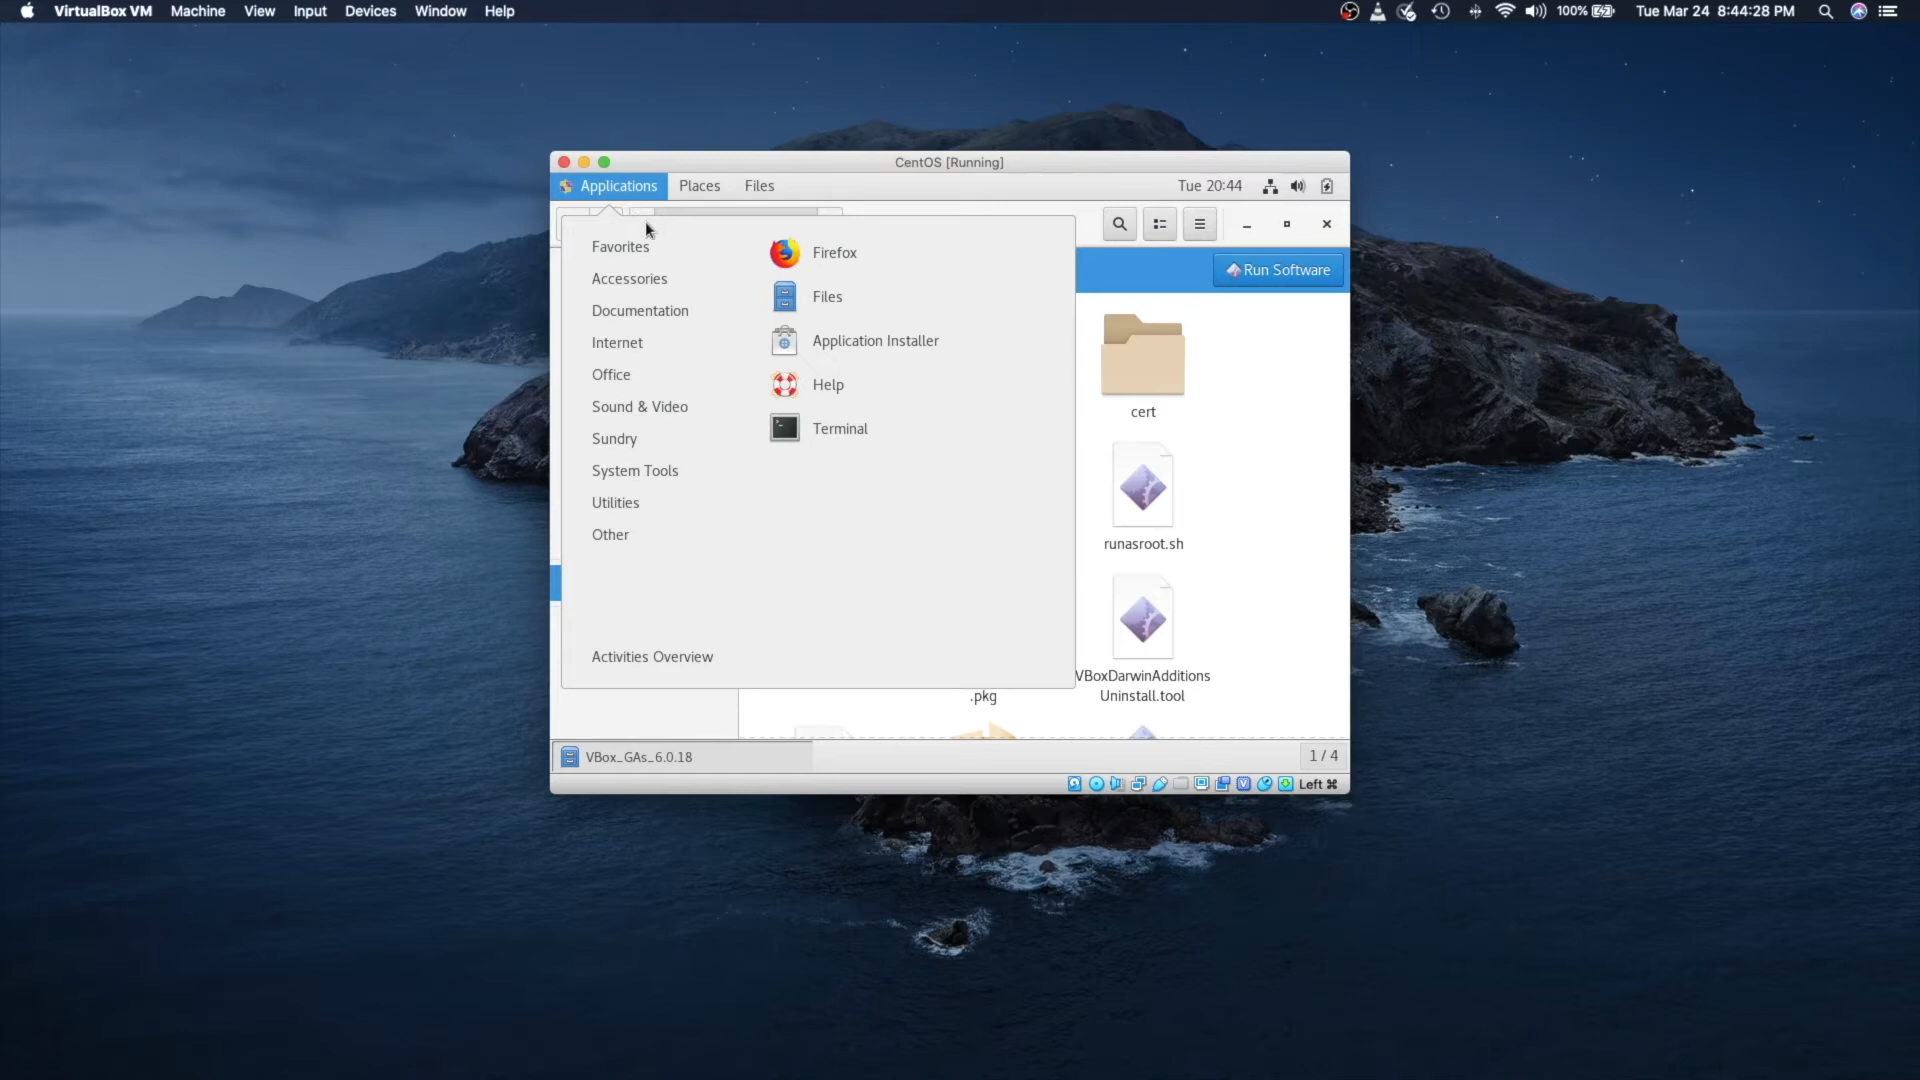 VirtualBox VM Machine View Input Devices Window Help
100% Tue Mar 24 8:44:28 PM
CentOS [Running]
Applications Places Files
Tue 20:44
Favorites
Accessories
Documentation
Internet
Office
Sound & Video
Sundry
System Tools
Utilities
Other
Activities Overview
Firefox
Files
Application Installer
Help
Terminal
Run Software
cert
runasroot.sh
VBoxDarwinAdditions
Uninstall.tool
.pkg
VBox_GAs_6.0.18
1 / 4
Left ⌘